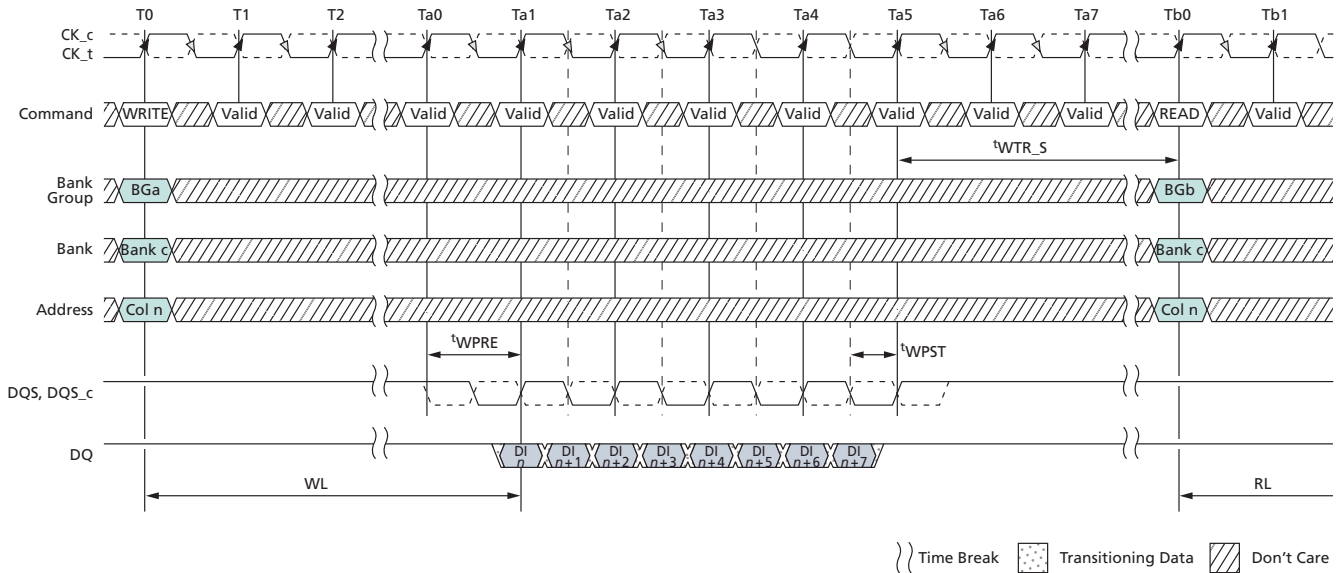 T0 T1 T2 Ta0 Ta1 Ta2 Ta3 Ta4 Ta5 Ta6 Ta7 Tb0 Tb1
CK_c
CK_t
Command WRITE Valid Valid Valid Valid Valid Valid Valid Valid Valid Valid READ Valid
tWTR_S
Bank
Group BGa BGb
Bank Bank c Bank c
Address Col n Col n
tWPRE tWPST
DQS, DQS_c
DQ DI DI DI DI DI DI DI DI
n n+1 n+2 n+3 n+4 n+5 n+6 n+7
WL RL
Time Break Transitioning Data Don't Care